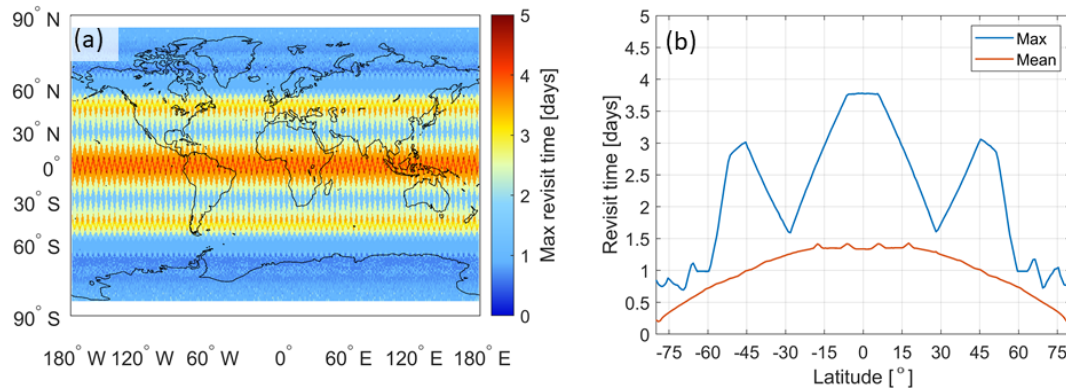 (a)
90° N
60° N
30° N
0°
30° S
60° S
90° S
180° W 120° W 60° W 0° 60° E 120° E 180° E
5
4
3
2
1
0
Max revisit time [days]
(b)
Max
Mean
5
4.5
4
3.5
3
2.5
2
1.5
1
0.5
0
Revisit time [days]
-75 -60 -45 -30 -15 0 15 30 45 60 75
Latitude [°]